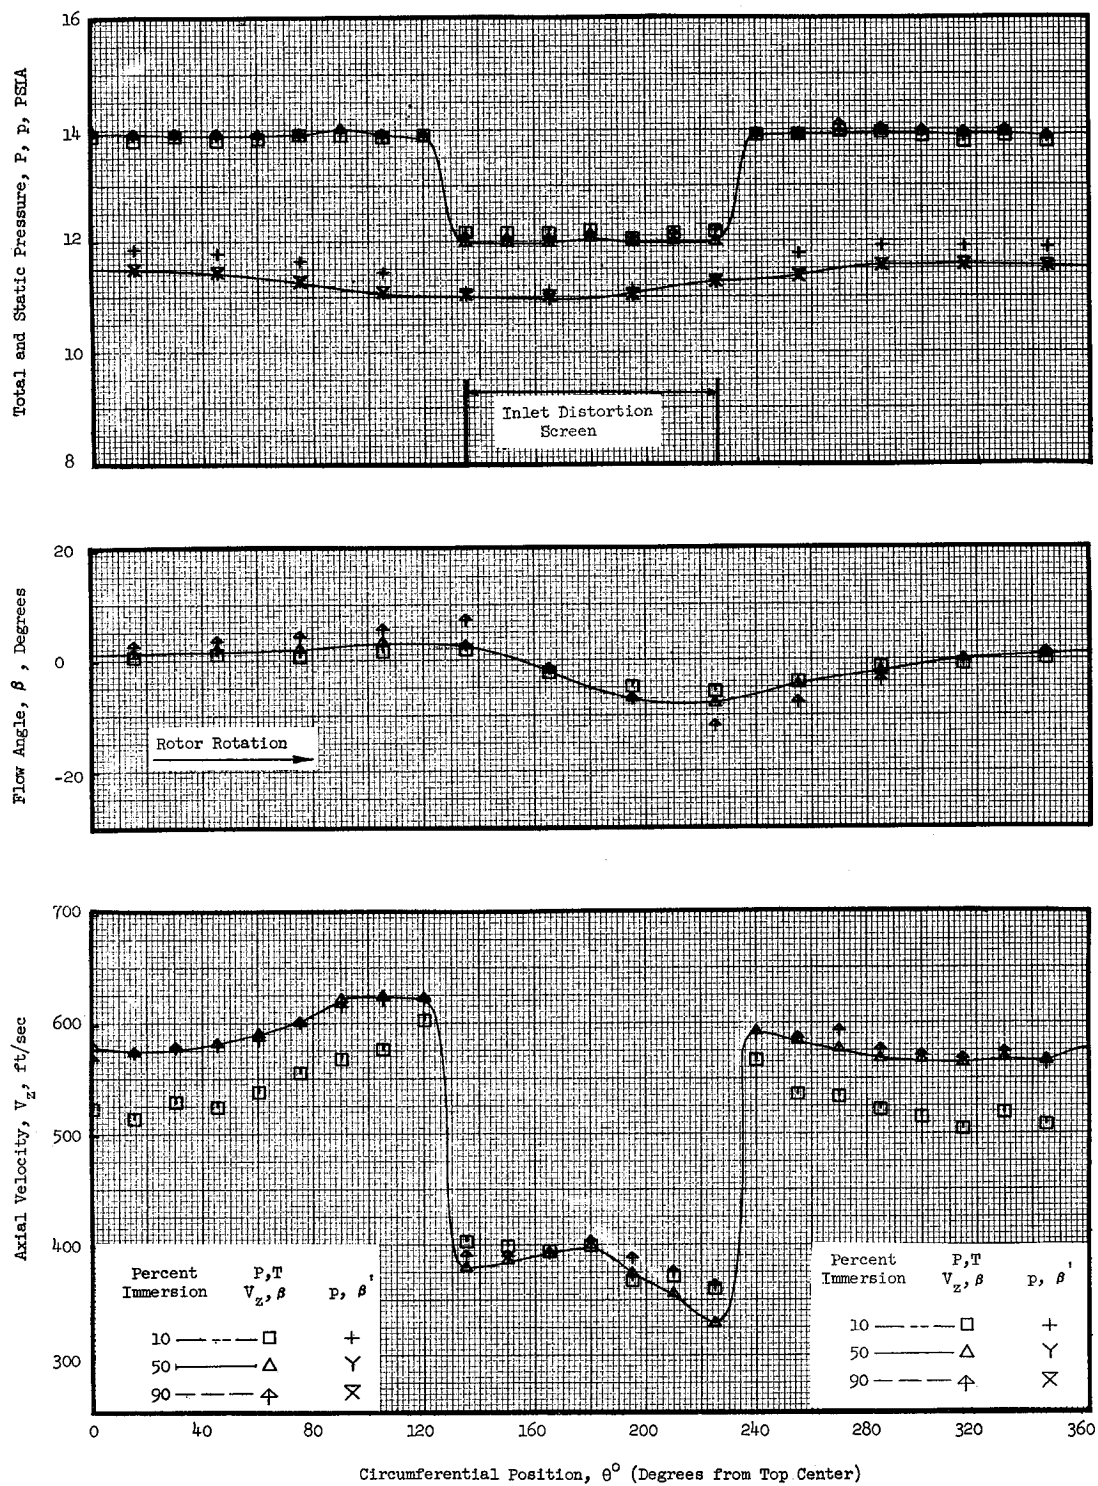 Total and Static Pressure, P, p, PSIA
16
14
12
10
8
Inlet Distortion
Screen
Flow Angle, β, Degrees
20
0
-20
Rotor Rotation
Axial Velocity, Vz, ft/sec
700
600
500
400
300
Percent Immersion P,T Vz, β p, β'
10
50
90
Percent Immersion P,T Vz, β p, β'
10
50
90
0 40 80 120 160 200 240 280 320 360
Circumferential Position, θ° (Degrees from Top Center)